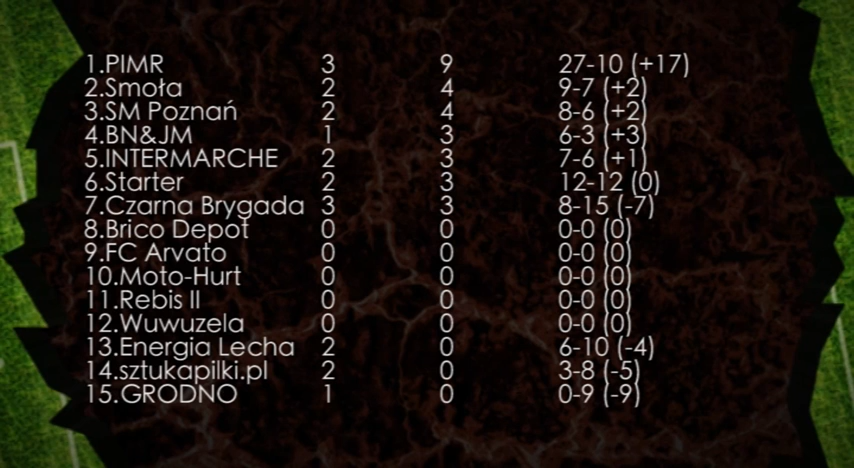 1.PIMR 3 9 27-10 (+17)
2.Smoła 2 4 9-7 (+2)
3.SM Poznań 2 4 8-6 (+2)
4.BN&JM 1 3 6-3 (+3)
5.INTERMARCHE 2 3 7-6 (+1)
6.Starter 2 3 12-12 (0)
7.Czarna Brygada 3 3 8-15 (-7)
8.Brico Depot 0 0 0-0 (0)
9.FC Arvato 0 0 0-0 (0)
10.Moto-Hurt 0 0 0-0 (0)
11.Rebis II 0 0 0-0 (0)
12.Wuwuzela 0 0 0-0 (0)
13.Energia Lecha 2 0 6-10 (-4)
14.sztukapilki.pl 2 0 3-8 (-5)
15.GRODNO 1 0 0-9 (-9)